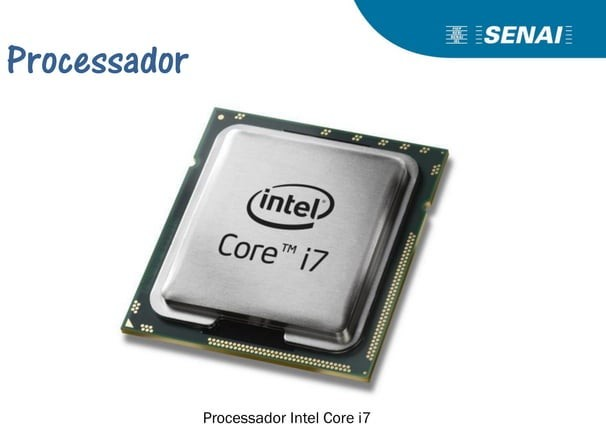 SENAI
Processador
intel
Core™ i7
Processador Intel Core i7